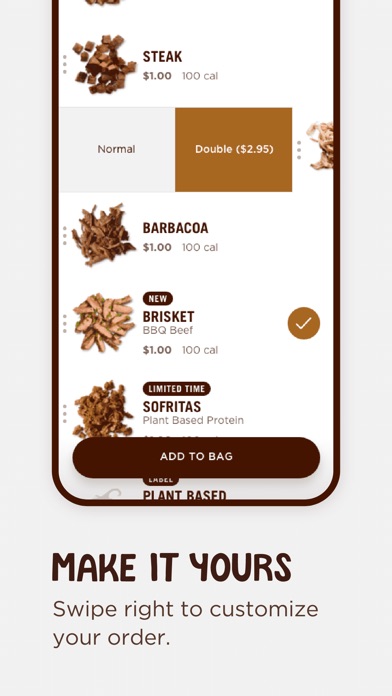 STEAK
$1.00 100 cal
Normal Double ($2.95)
BARBACOA
$1.00 100 cal
NEW
BRISKET
BBQ Beef
$1.00 100 cal
LIMITED TIME
SOFRITAS
Plant Based Protein
ADD TO BAG
LABEL
PLANT BASED
MAKE IT YOURS
Swipe right to customize
your order.